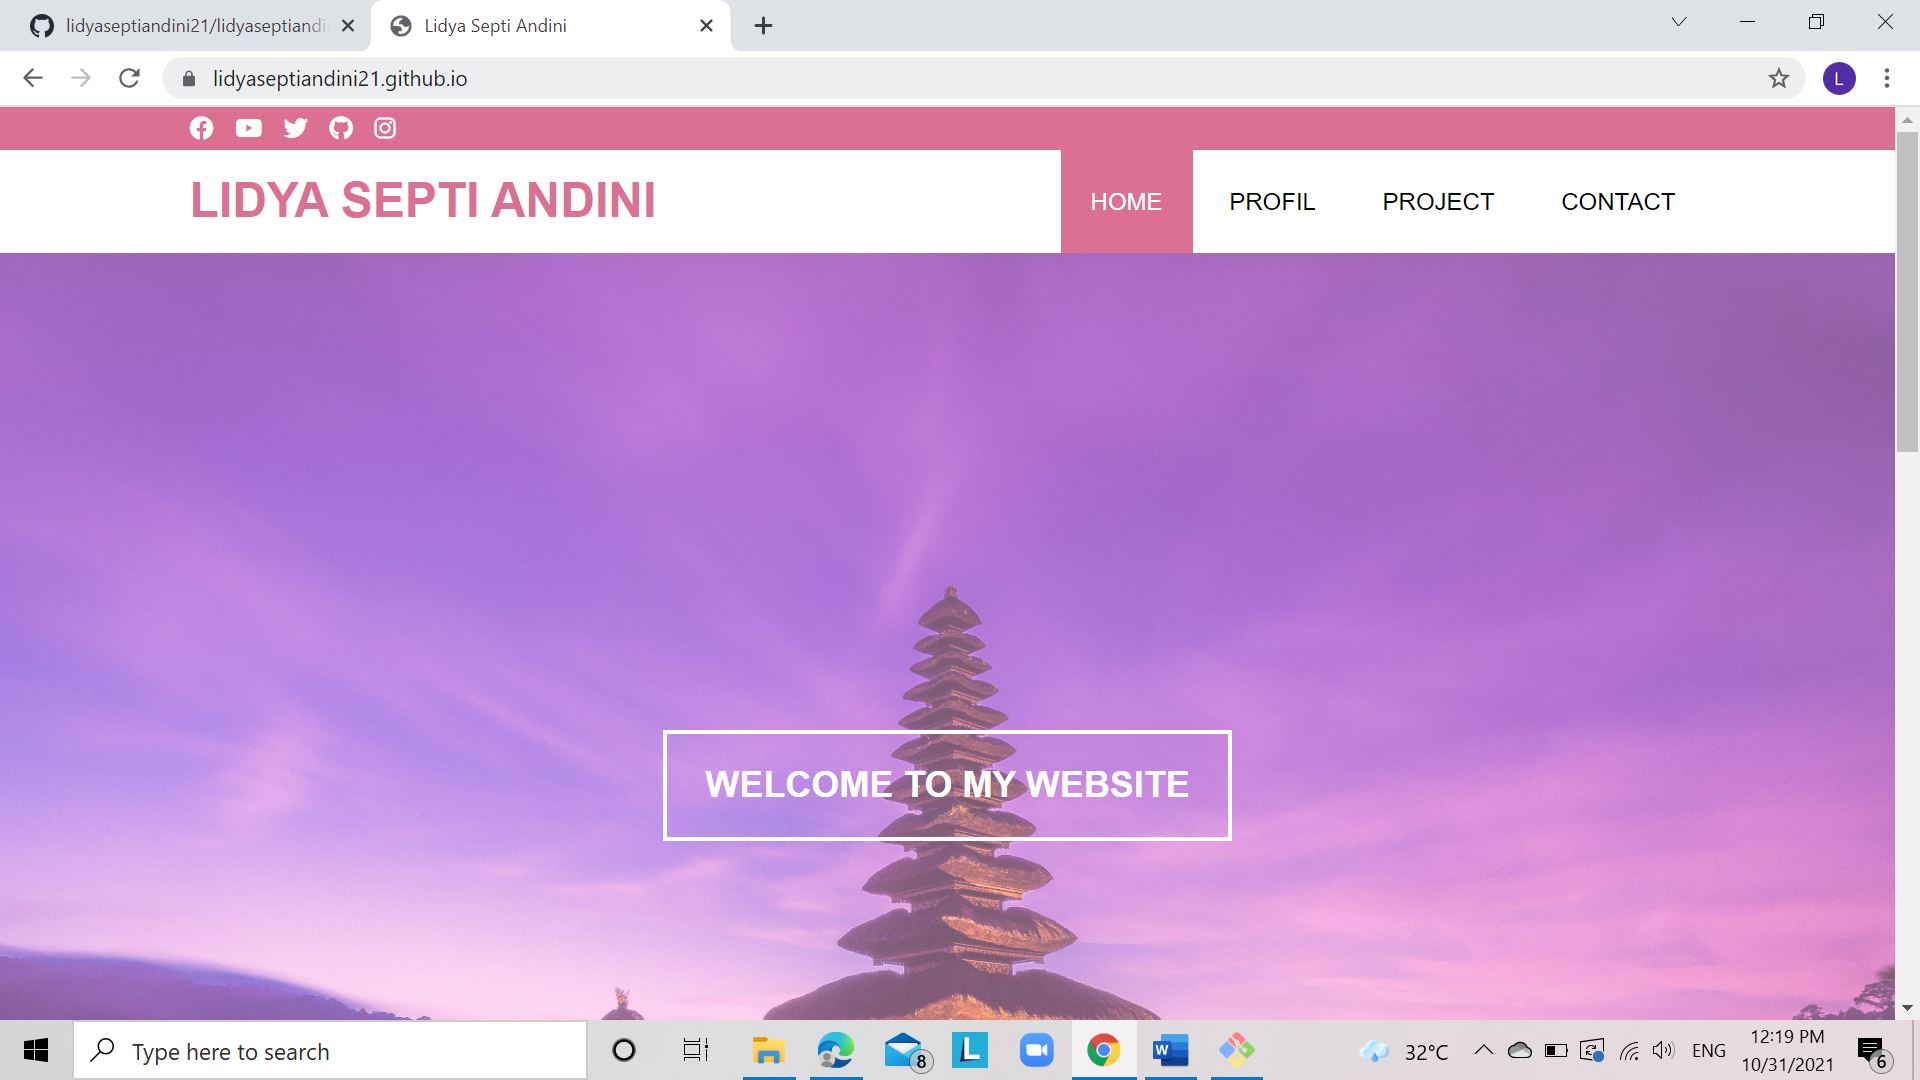 lidyaseptiandini21/lidyaseptiandi
Lidya Septi Andini
lidyaseptiandini21.github.io
L
LIDYA SEPTI ANDINI
HOME
PROFIL
PROJECT
CONTACT
WELCOME TO MY WEBSITE
Type here to search
8
L
W
32°C
ENG
12:19 PM
10/31/2021
6